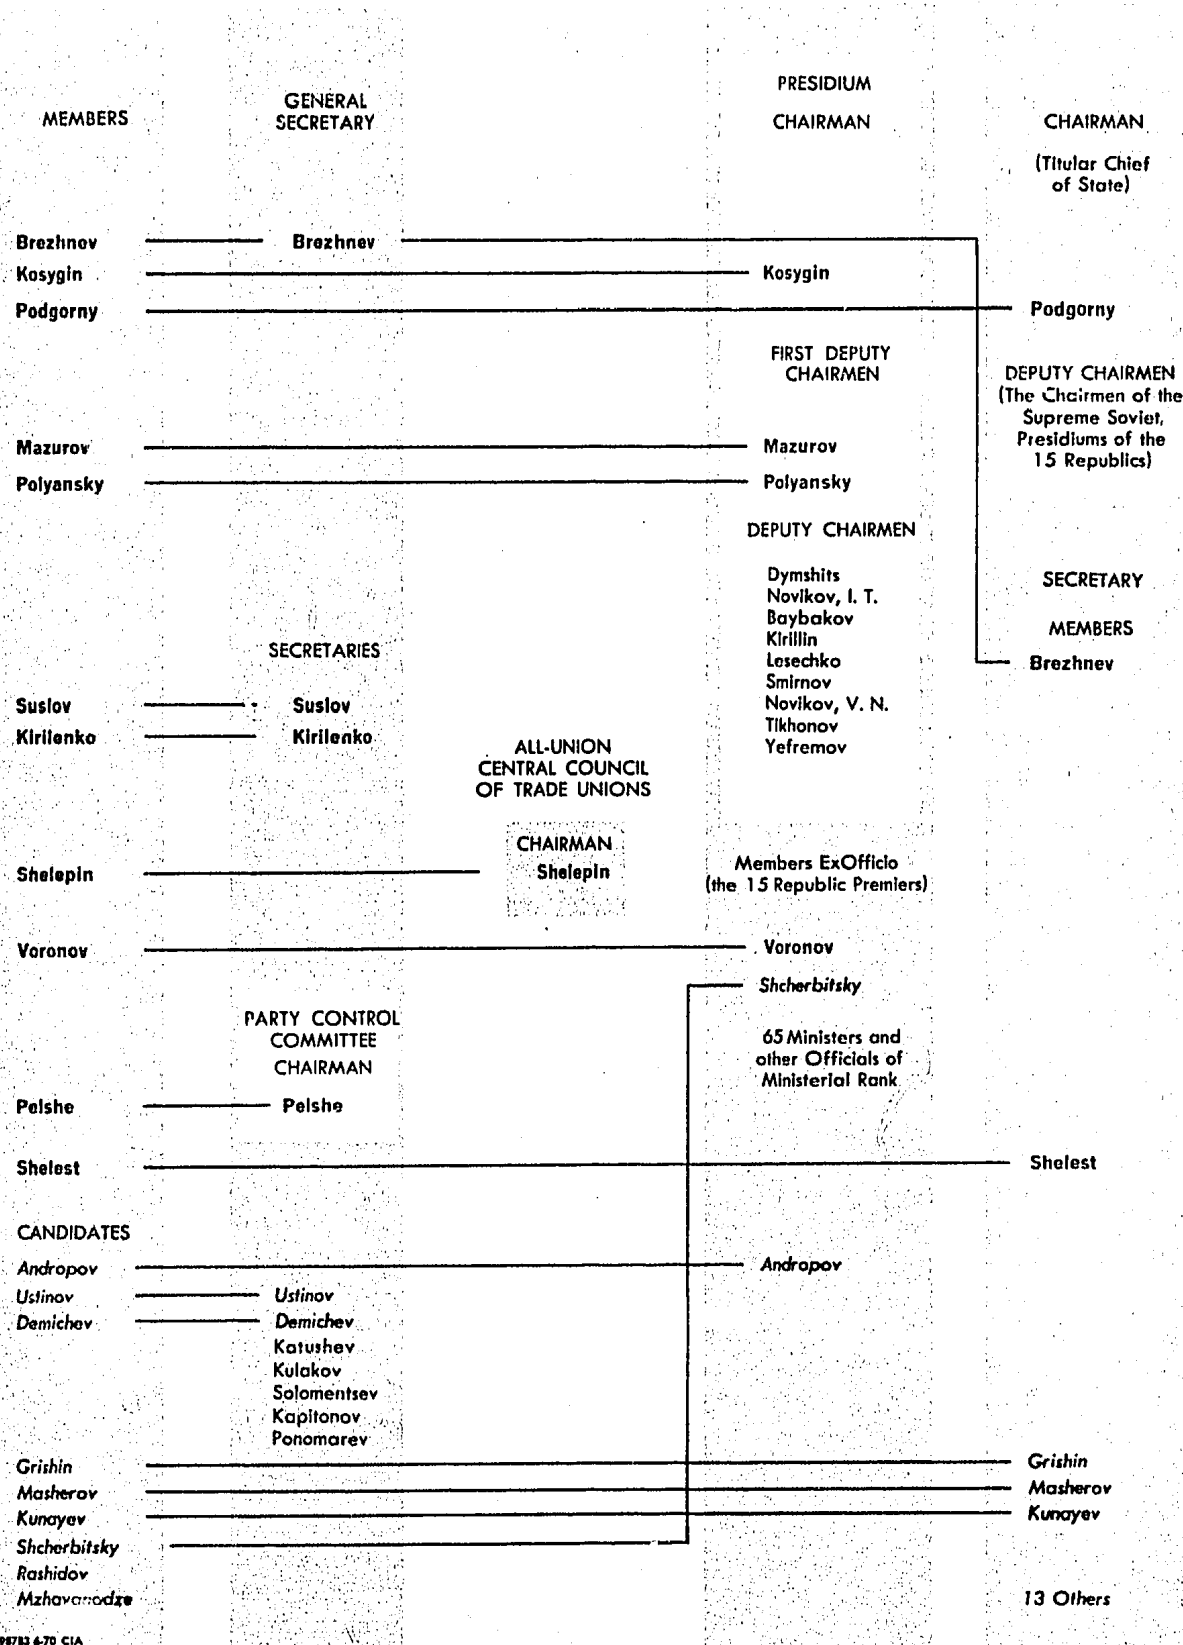 MEMBERS
GENERAL
SECRETARY
PRESIDIUM
CHAIRMAN
CHAIRMAN
(Titular Chief
of State)
Brezhnev Brezhnev
Kosygin Kosygin
Podgorny Podgorny
FIRST DEPUTY
CHAIRMEN
DEPUTY CHAIRMEN
(The Chairmen of the
Supreme Soviet,
Presidiums of the
15 Republics)
Mazurov Mazurov
Polyansky Polyansky
DEPUTY CHAIRMEN
Dymshits
Novikov, I. T.
Baybakov
Kirillin
Lesechko
Smirnov
Novikov, V. N.
Tikhonov
Yefremov
SECRETARY
MEMBERS
Brezhnev
SECRETARIES
Suslov Suslov
Kirilenko Kirilenko
ALL-UNION
CENTRAL COUNCIL
OF TRADE UNIONS
CHAIRMAN
Shelepin Shelepin
Members ExOfficio
(the 15 Republic Premiers)
Voronov Voronov
Shcherbitsky
PARTY CONTROL
COMMITTEE
CHAIRMAN
65 Ministers and
other Officials of
Ministerial Rank
Pelshe Pelshe
Shelest Shelest
CANDIDATES
Andropov Andropov
Ustinov Ustinov
Demichev Demichev
Katushev
Kulakov
Solomentsev
Kapitonov
Ponomarev
Grishin Grishin
Masherov Masherov
Kunayev Kunayev
Shcherbitsky
Rashidov
Mzhavanadze
13 Others
98783 6-70 CIA